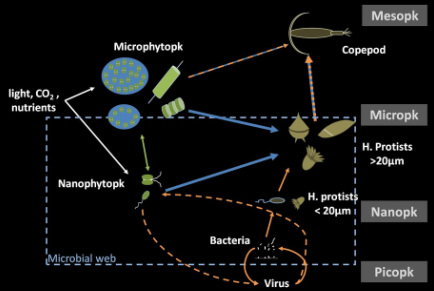 Mesopk
Microphytopk
Copepod
light, CO₂ ,
nutrients
Micropk
H. Protists
>20µm
Nanophytopk
H. protists
< 20µm
Nanopk
Bacteria
Microbial web
Picopk
Virus